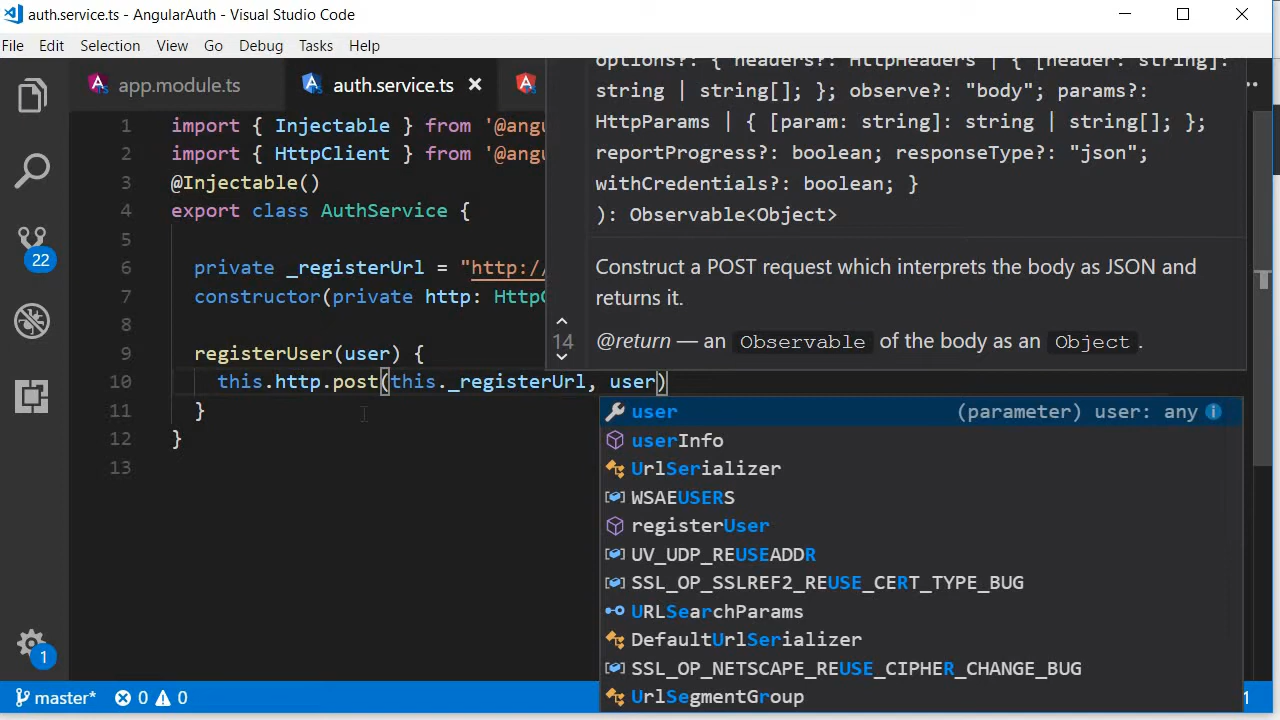 auth.service.ts - AngularAuth - Visual Studio Code
File Edit Selection View Go Debug Tasks Help
app.module.ts auth.service.ts
options?: { headers?: HttpHeaders | { [header: string]:
string | string[]; }; observe?: "body"; params?:
HttpParams | { [param: string]: string | string[]; };
reportProgress?: boolean; responseType?: "json";
withCredentials?: boolean; }
): Observable<Object>
Construct a POST request which interprets the body as JSON and
returns it.
14
@return — an Observable of the body as an Object.
1 import { Injectable } from '@angu
2 import { HttpClient } from '@ang
3 @Injectable()
4 export class AuthService {
5
6 private _registerUrl = "http://
7 constructor(private http: HttpC
8
9 registerUser(user) {
10 this.http.post(this._registerUrl, user)
11 }
12 }
13
user (parameter) user: any
userInfo
UrlSerializer
WSAEUSERS
registerUser
UV_UDP_REUSEADDR
SSL_OP_SSLREF2_REUSE_CERT_TYPE_BUG
URLSearchParams
DefaultUrlSerializer
SSL_OP_NETSCAPE_REUSE_CIPHER_CHANGE_BUG
UrlSegmentGroup
22
1
master* 0 0
1